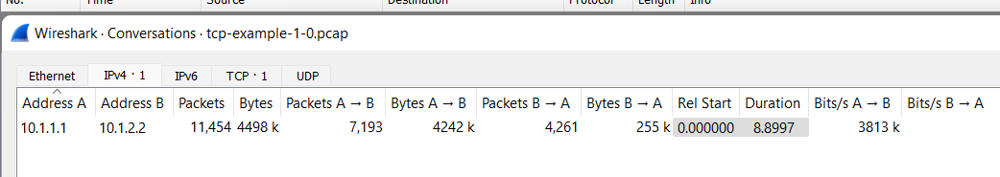 No. Time Source Destination Protocol Length Info
Wireshark · Conversations · tcp-example-1-0.pcap
Ethernet IPv4 · 1 IPv6 TCP · 1 UDP
Address A Address B Packets Bytes Packets A → B Bytes A → B Packets B → A Bytes B → A Rel Start Duration Bits/s A → B Bits/s B → A
10.1.1.1 10.1.2.2 11,454 4498 k 7,193 4242 k 4,261 255 k 0.000000 8.8997 3813 k